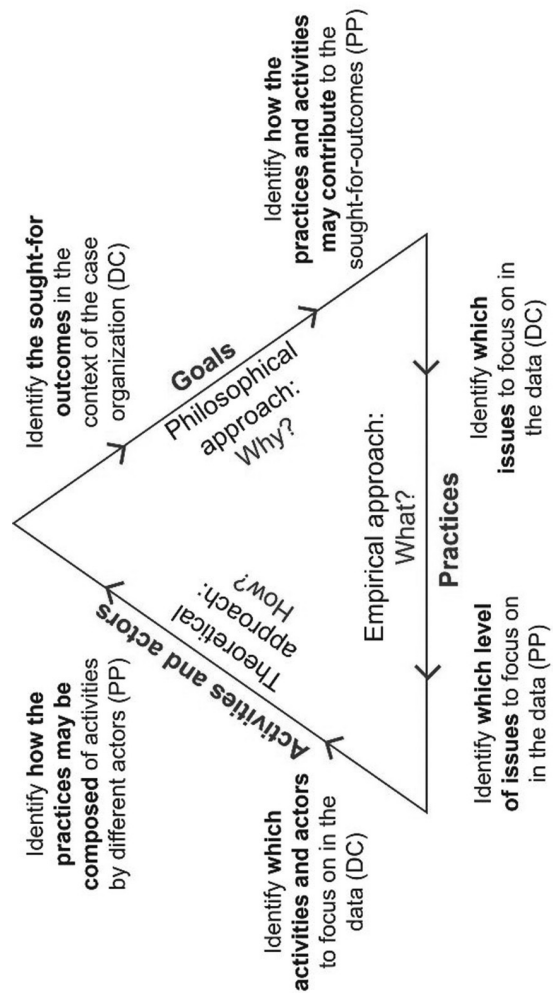 Identify the sought-for
outcomes in the
context of the case
organization (DC)
Identify how the
practices may be
composed of activities
by different actors (PP)
Goals
Philosophical
approach:
Why?
Activities and actors
Theoretical
approach:
How?
Identify how the
practices and activities
may contribute to the
sought-for-outcomes (PP)
Identify which
activities and actors
to focus on in the
data (DC)
Empirical approach:
What?
Practices
Identify which level
of issues to focus on
in the data (PP)
Identify which
issues to focus on in
the data (DC)